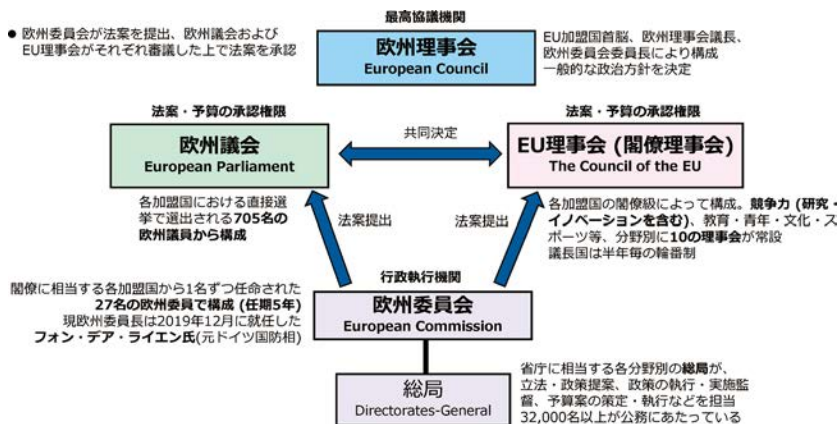 最高協議機関
● 欧州委員会が法案を提出、欧州議会および
EU理事会がそれぞれ審議した上で法案を承認
欧州理事会
European Council
EU加盟国首脳、欧州理事会議長、
欧州委員会委員長により構成
一般的な政治方針を決定
法案・予算の承認権限
欧州議会
European Parliament
共同決定
法案・予算の承認権限
EU理事会 (閣僚理事会)
The Council of the EU
各加盟国における直接選
挙で選出される705名の
欧州議員から構成
法案提出
法案提出
各加盟国の閣僚級によって構成。競争力 (研究・
イノベーションを含む)、教育・青年・文化・ス
ポーツ等、分野別に10の理事会が常設
議長国は半年毎の輪番制
行政執行機関
欧州委員会
European Commission
閣僚に相当する各加盟国から1名ずつ任命された
27名の欧州委員で構成 (任期5年)
現欧州委員長は2019年12月に就任した
フォン・デア・ライエン氏(元ドイツ国防相)
総局
Directorates-General
省庁に相当する各分野別の総局が、
立法・政策提案、政策の執行・実施監
督、予算案の策定・執行などを担当
32,000名以上が公務にあたっている